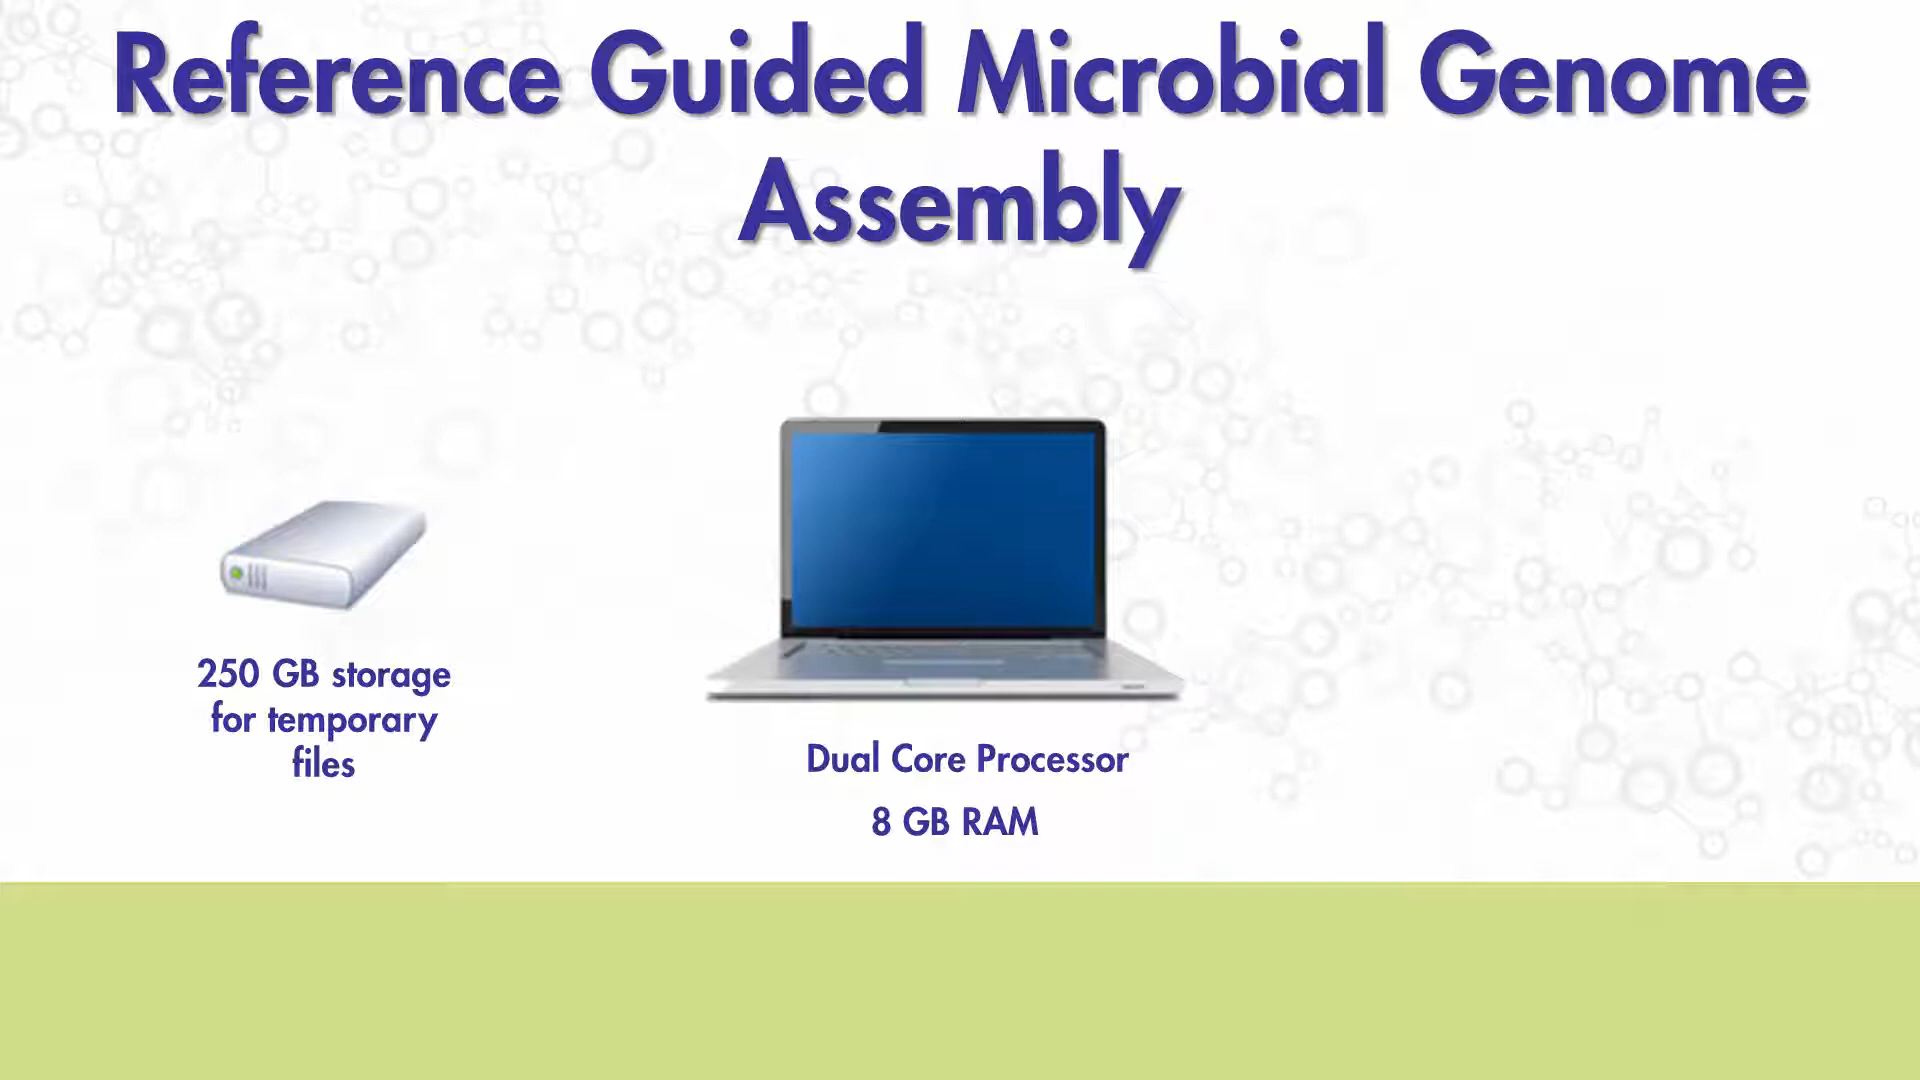 Reference Guided Microbial Genome
Assembly
250 GB storage
for temporary
files
Dual Core Processor
8 GB RAM